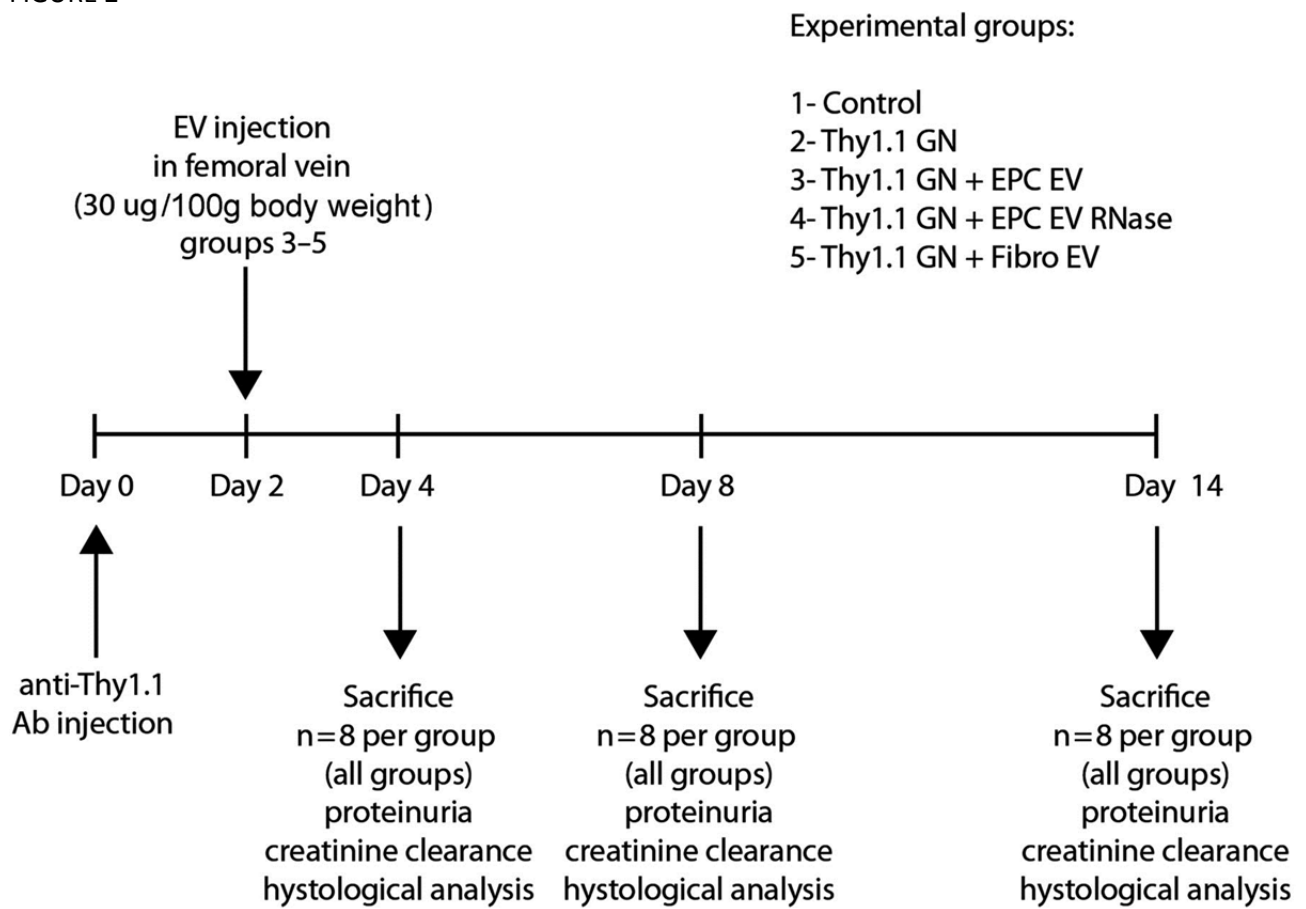 FIGURE 2
Experimental groups:
1- Control
2- Thy1.1 GN
3- Thy1.1 GN + EPC EV
4- Thy1.1 GN + EPC EV RNase
5- Thy1.1 GN + Fibro EV
EV injection
in femoral vein
(30 ug/100g body weight)
groups 3–5
Day 0
Day 2
Day 4
Day 8
Day 14
anti-Thy1.1
Ab injection
Sacrifice
n=8 per group
(all groups)
proteinuria
creatinine clearance
hystological analysis
Sacrifice
n=8 per group
(all groups)
proteinuria
creatinine clearance
hystological analysis
Sacrifice
n=8 per group
(all groups)
proteinuria
creatinine clearance
hystological analysis